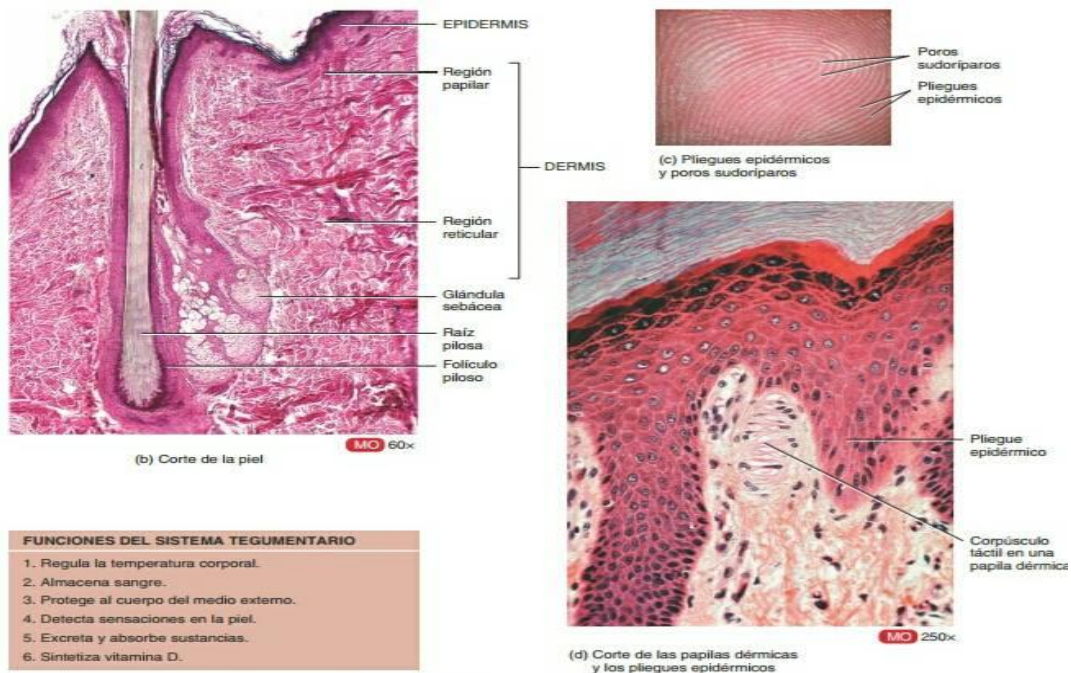 EPIDERMIS
Región
papilar
DERMIS
Región
reticular
Glándula
sebácea
Raíz
pilosa
Folículo
piloso
MO 60×
(b) Corte de la piel
Poros
sudoríparos
Pliegues
epidérmicos
(c) Pliegues epidérmicos
y poros sudoríparos
Pliegue
epidérmico
Corpúsculo
táctil en una
papila dérmica
MO 250×
(d) Corte de las papilas dérmicas
y los pliegues epidérmicos
FUNCIONES DEL SISTEMA TEGUMENTARIO
1. Regula la temperatura corporal.
2. Almacena sangre.
3. Protege al cuerpo del medio externo.
4. Detecta sensaciones en la piel.
5. Excreta y absorbe sustancias.
6. Sintetiza vitamina D.